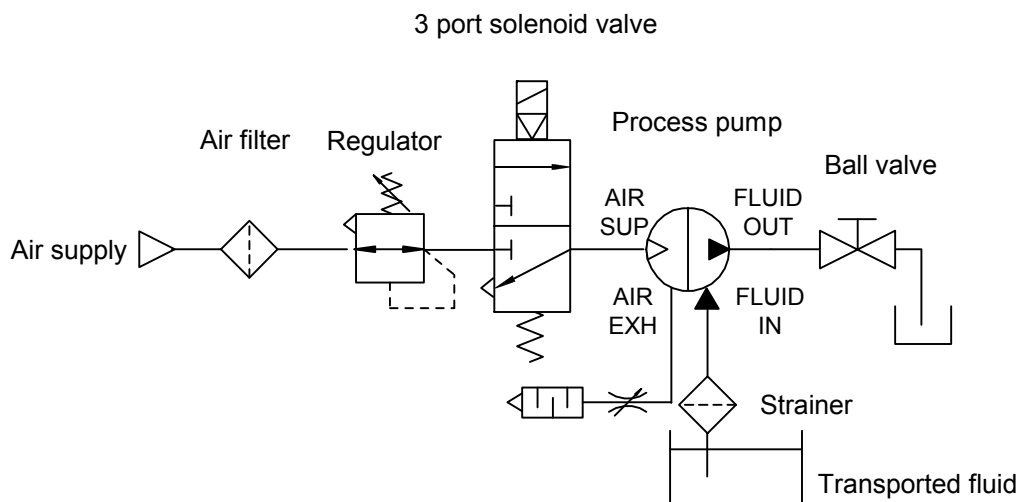 3 port solenoid valve
Process pump
Air filter
Regulator
Ball valve
AIR
SUP
FLUID
OUT
Air supply
AIR
EXH
FLUID
IN
Strainer
Transported fluid